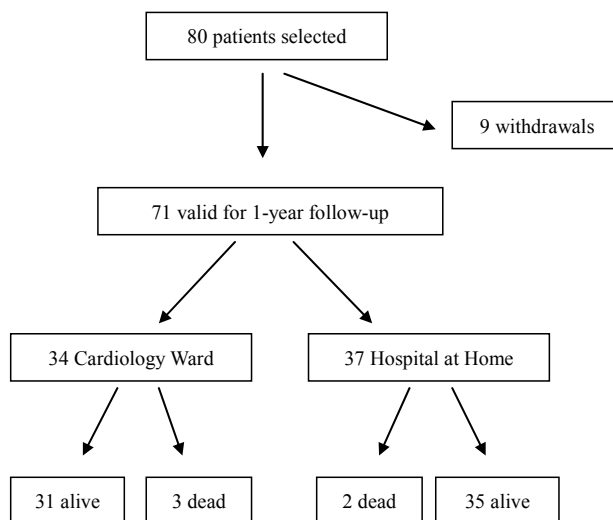 80 patients selected
9 withdrawals
71 valid for 1-year follow-up
34 Cardiology Ward
37 Hospital at Home
31 alive
3 dead
2 dead
35 alive